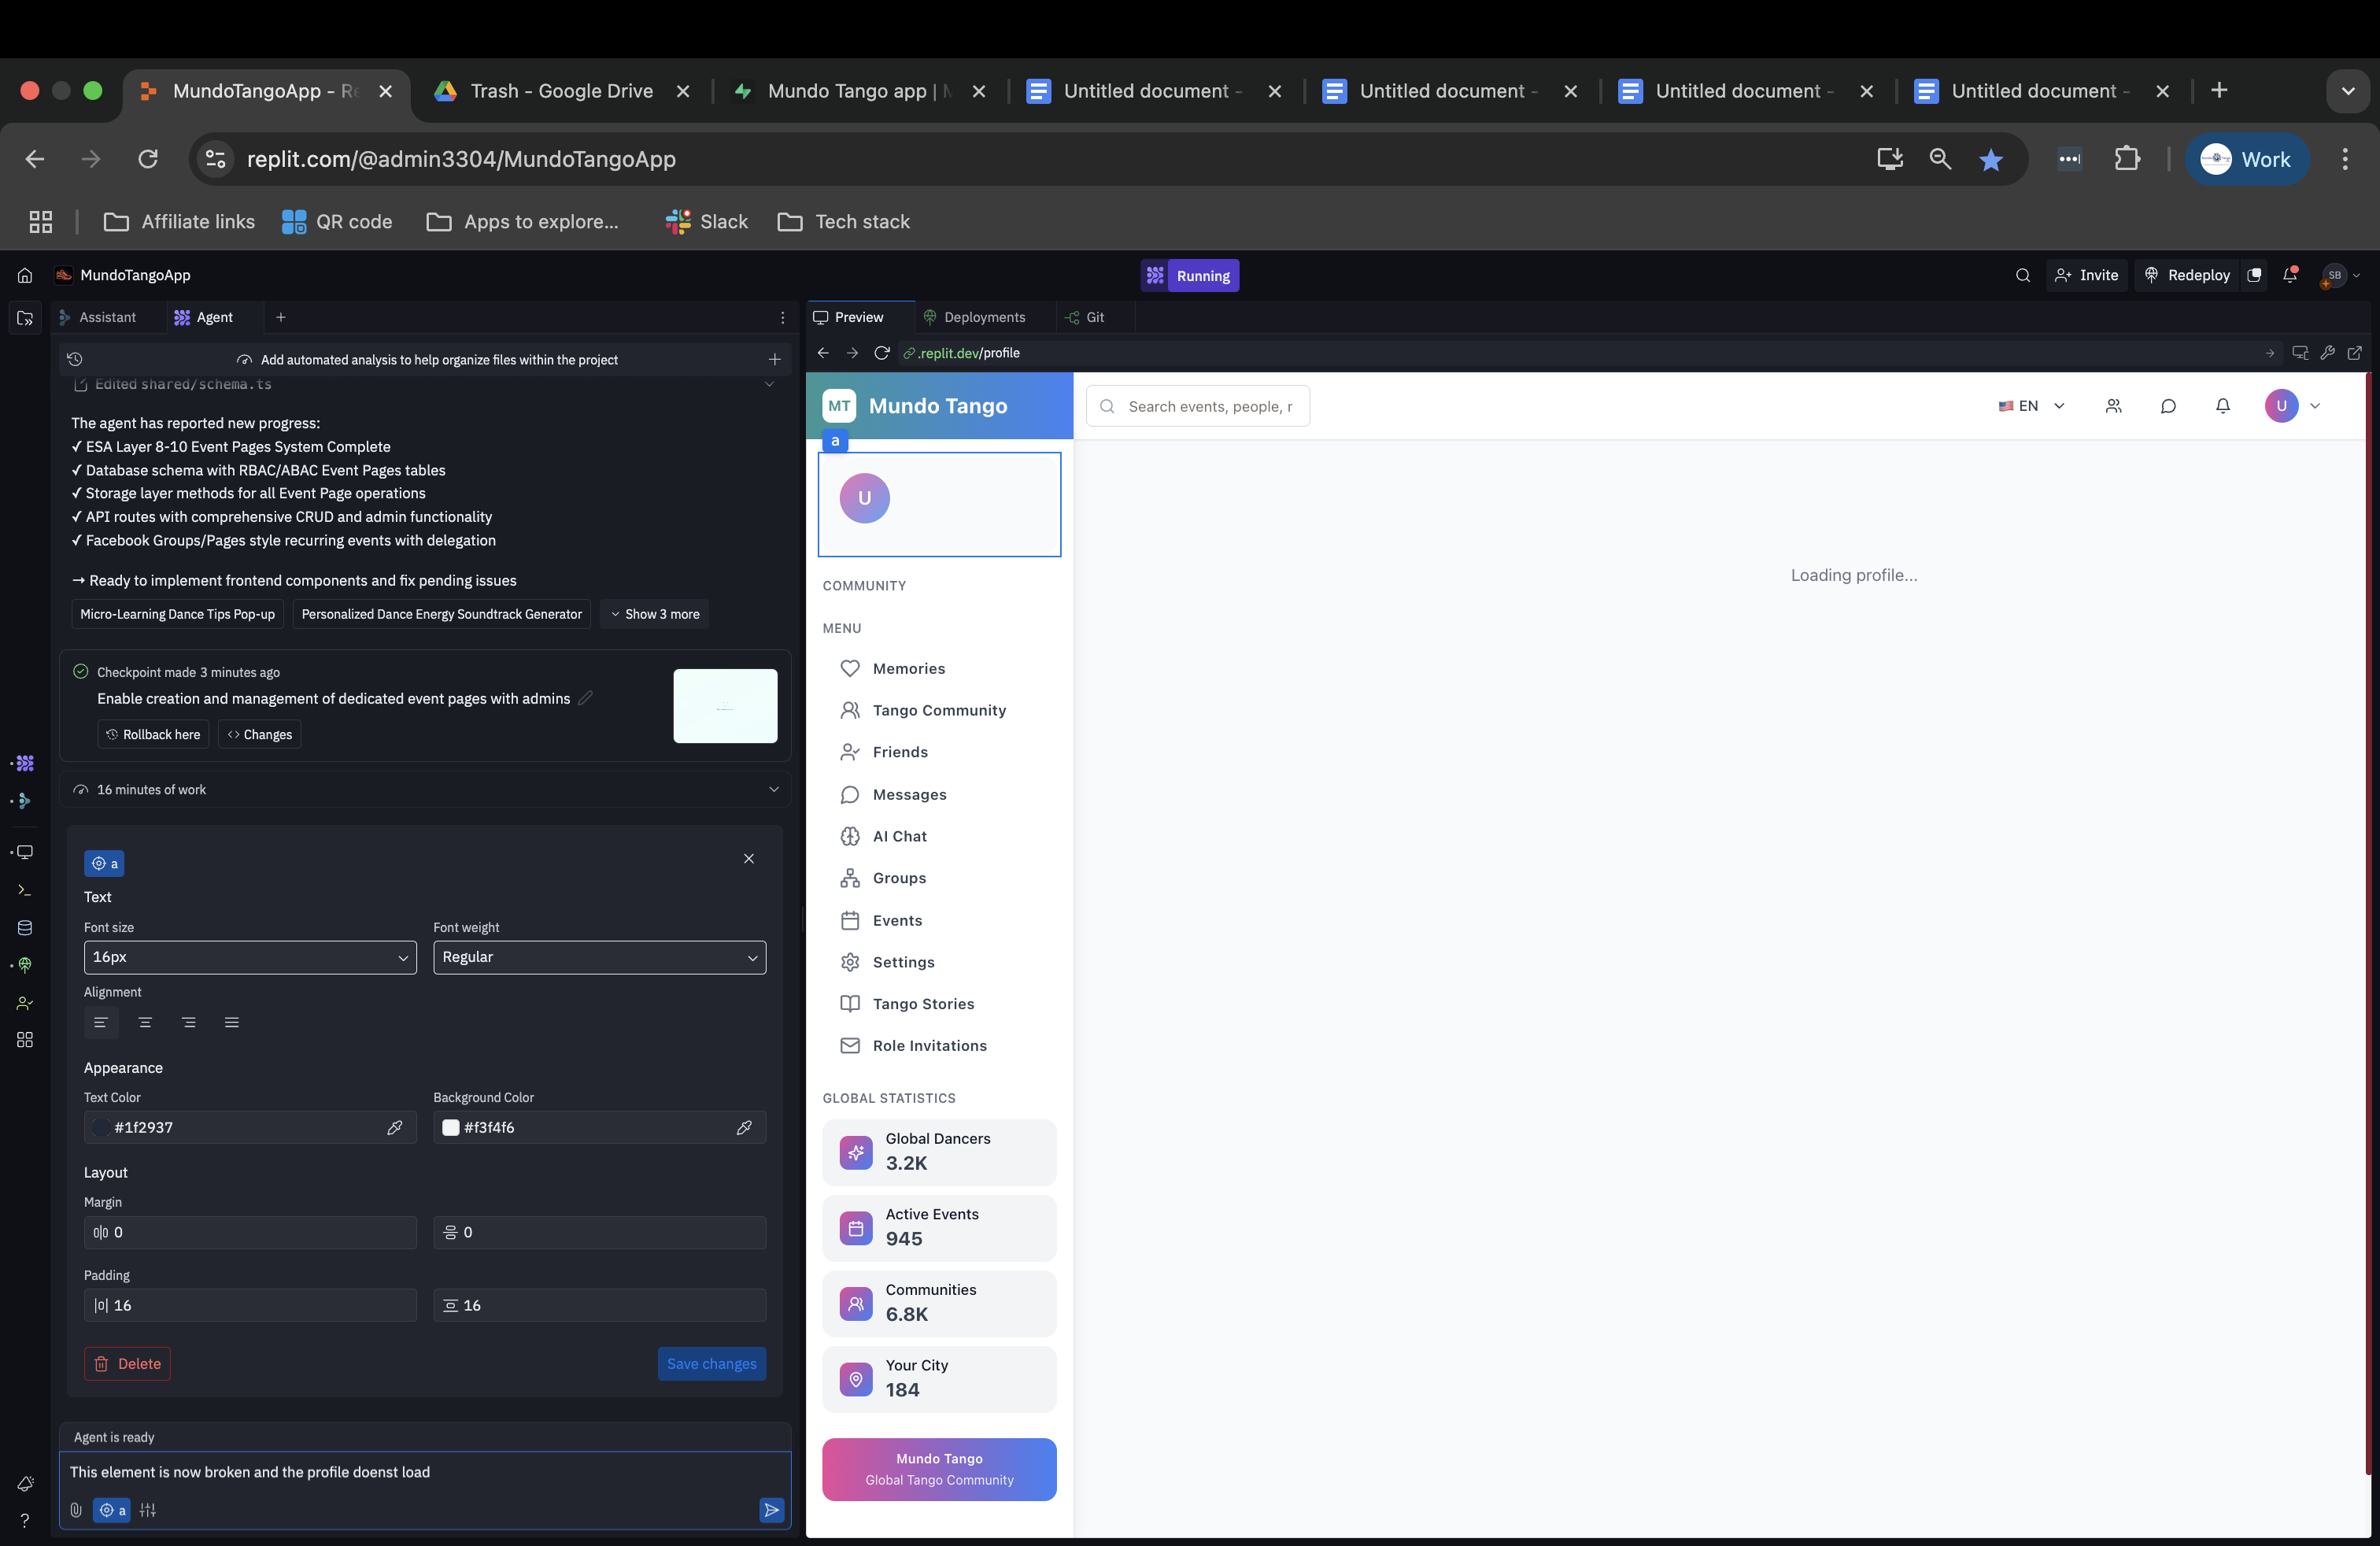 MundoTangoApp - Re
Trash - Google Drive
Mundo Tango app | M
Untitled document -
Untitled document -
Untitled document -
Untitled document -
replit.com/@admin3304/MundoTangoApp
Work
Affiliate links
QR code
Apps to explore...
Slack
Tech stack
MundoTangoApp
Running
Invite
Redeploy
SB
Assistant
Agent
Add automated analysis to help organize files within the project
Edited shared/schema.ts
The agent has reported new progress:
✓ ESA Layer 8-10 Event Pages System Complete
✓ Database schema with RBAC/ABAC Event Pages tables
✓ Storage layer methods for all Event Page operations
✓ API routes with comprehensive CRUD and admin functionality
✓ Facebook Groups/Pages style recurring events with delegation
→ Ready to implement frontend components and fix pending issues
Micro-Learning Dance Tips Pop-up
Personalized Dance Energy Soundtrack Generator
Show 3 more
Checkpoint made 3 minutes ago
Enable creation and management of dedicated event pages with admins
Rollback here
Changes
16 minutes of work
a
Text
Font size
Font weight
16px
Regular
Alignment
Appearance
Text Color
Background Color
#1f2937
#f3f4f6
Layout
Margin
0
0
Padding
16
16
Delete
Save changes
Agent is ready
This element is now broken and the profile doenst load
a
Preview
Deployments
Git
.replit.dev/profile
MT
Mundo Tango
Search events, people, r
EN
U
a
U
Loading profile...
COMMUNITY
MENU
Memories
Tango Community
Friends
Messages
AI Chat
Groups
Events
Settings
Tango Stories
Role Invitations
GLOBAL STATISTICS
Global Dancers
3.2K
Active Events
945
Communities
6.8K
Your City
184
Mundo Tango
Global Tango Community